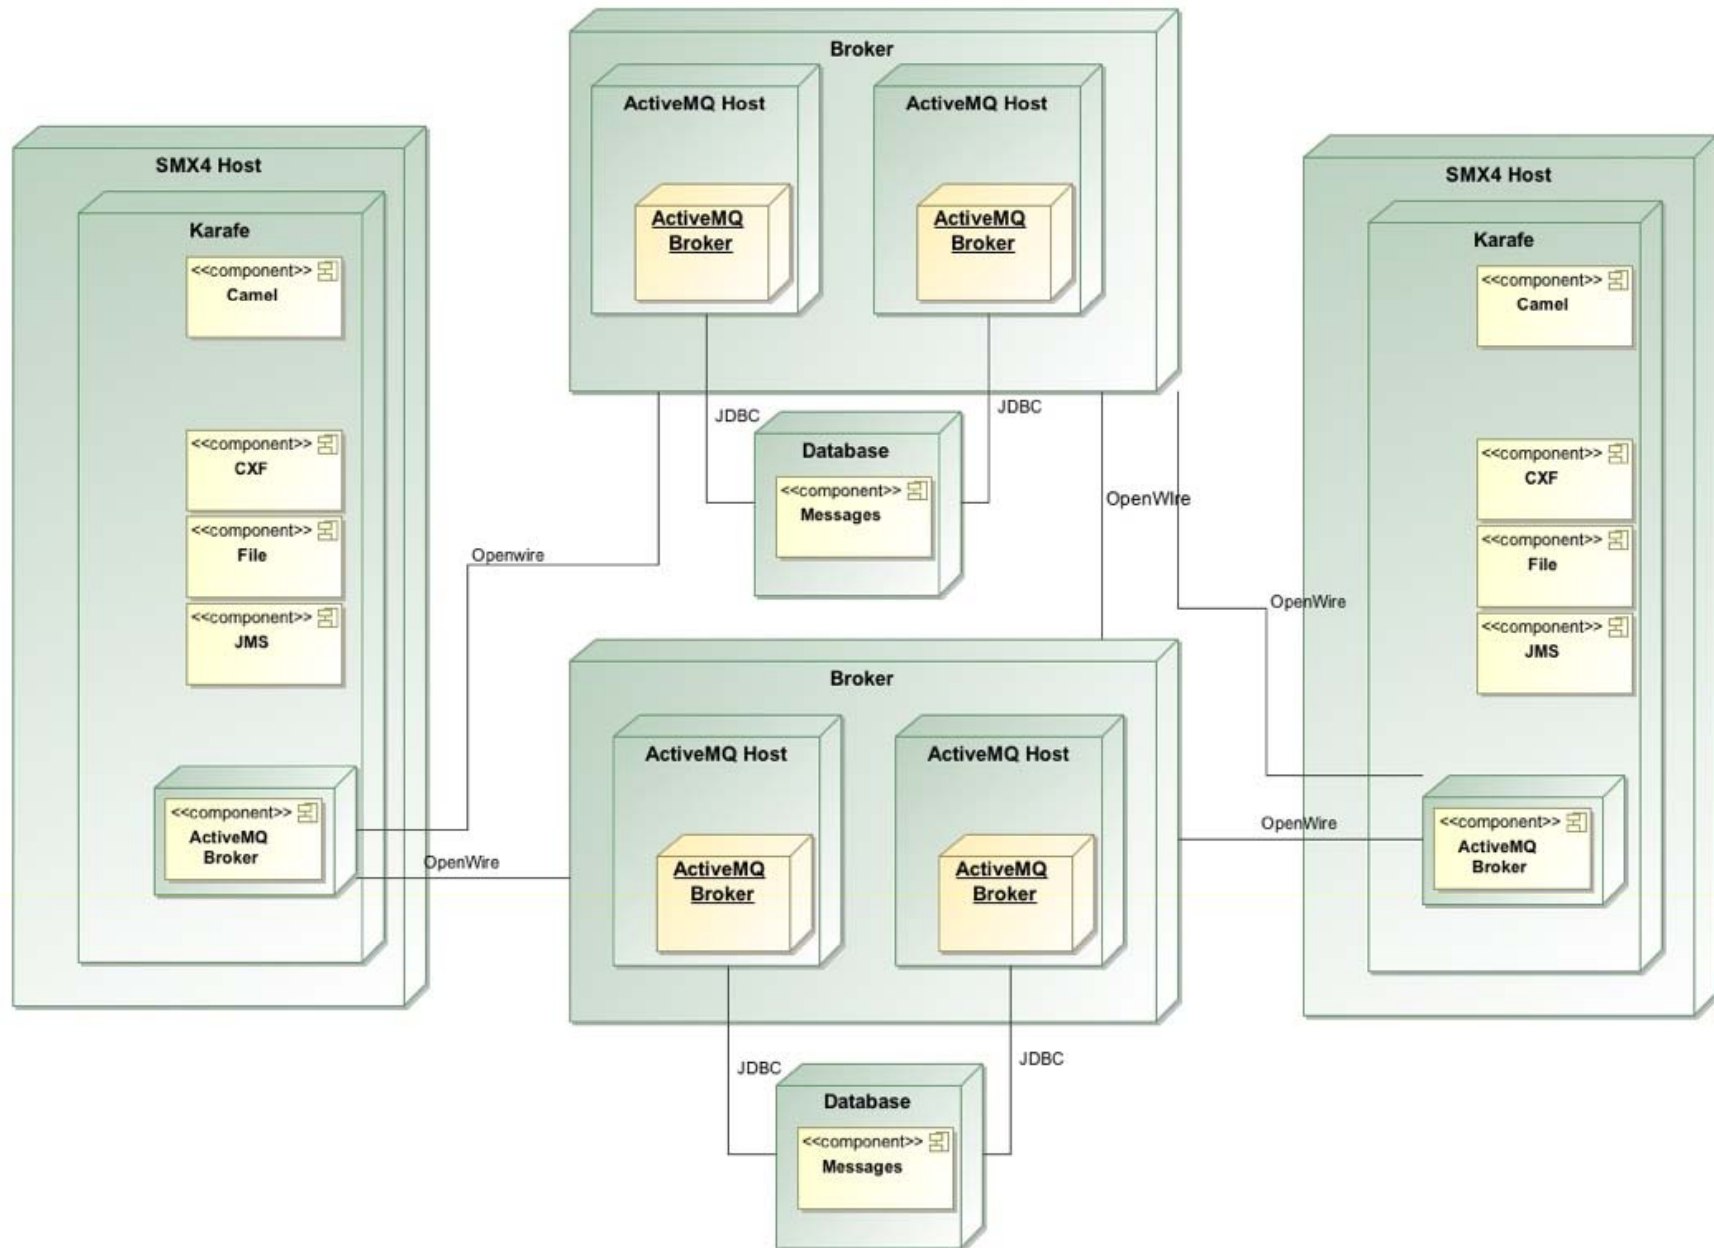 Broker
ActiveMQ Host
ActiveMQ Host
ActiveMQ
Broker
ActiveMQ
Broker
SMX4 Host
Karafe
<<component>>
Camel
<<component>>
CXF
<<component>>
File
<<component>>
JMS
<<component>>
ActiveMQ
Broker
JDBC
JDBC
Database
<<component>>
Messages
Openwire
OpenWIre
OpenWire
OpenWire
OpenWire
Broker
ActiveMQ Host
ActiveMQ Host
ActiveMQ
Broker
ActiveMQ
Broker
JDBC
JDBC
Database
<<component>>
Messages
SMX4 Host
Karafe
<<component>>
Camel
<<component>>
CXF
<<component>>
File
<<component>>
JMS
<<component>>
ActiveMQ
Broker